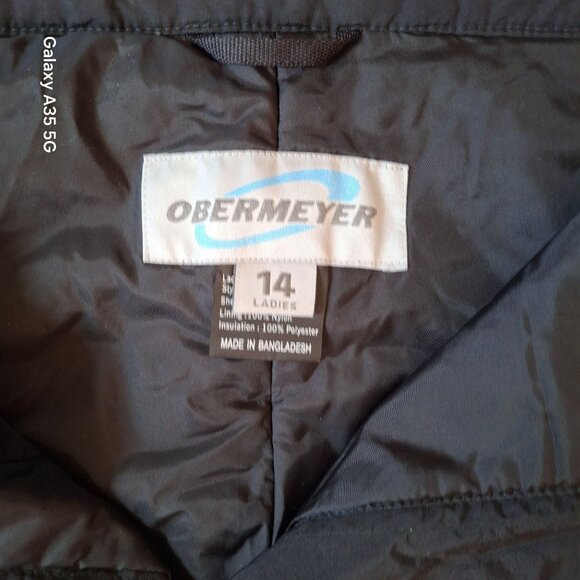 Galaxy A35 5G
OBERMEYER
14
LADIES
Lining : 100% Nylon
Insulation : 100% Polyester
MADE IN BANGLADESH